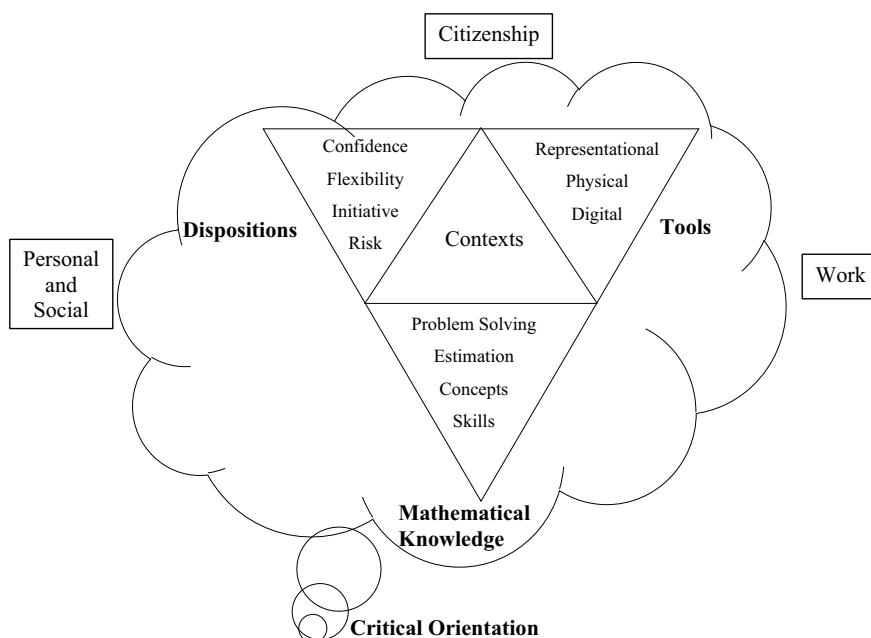 Citizenship
Confidence
Flexibility
Initiative
Risk
Representational
Physical
Digital
Dispositions
Contexts
Tools
Personal
and
Social
Work
Problem Solving
Estimation
Concepts
Skills
Mathematical
Knowledge
Critical Orientation